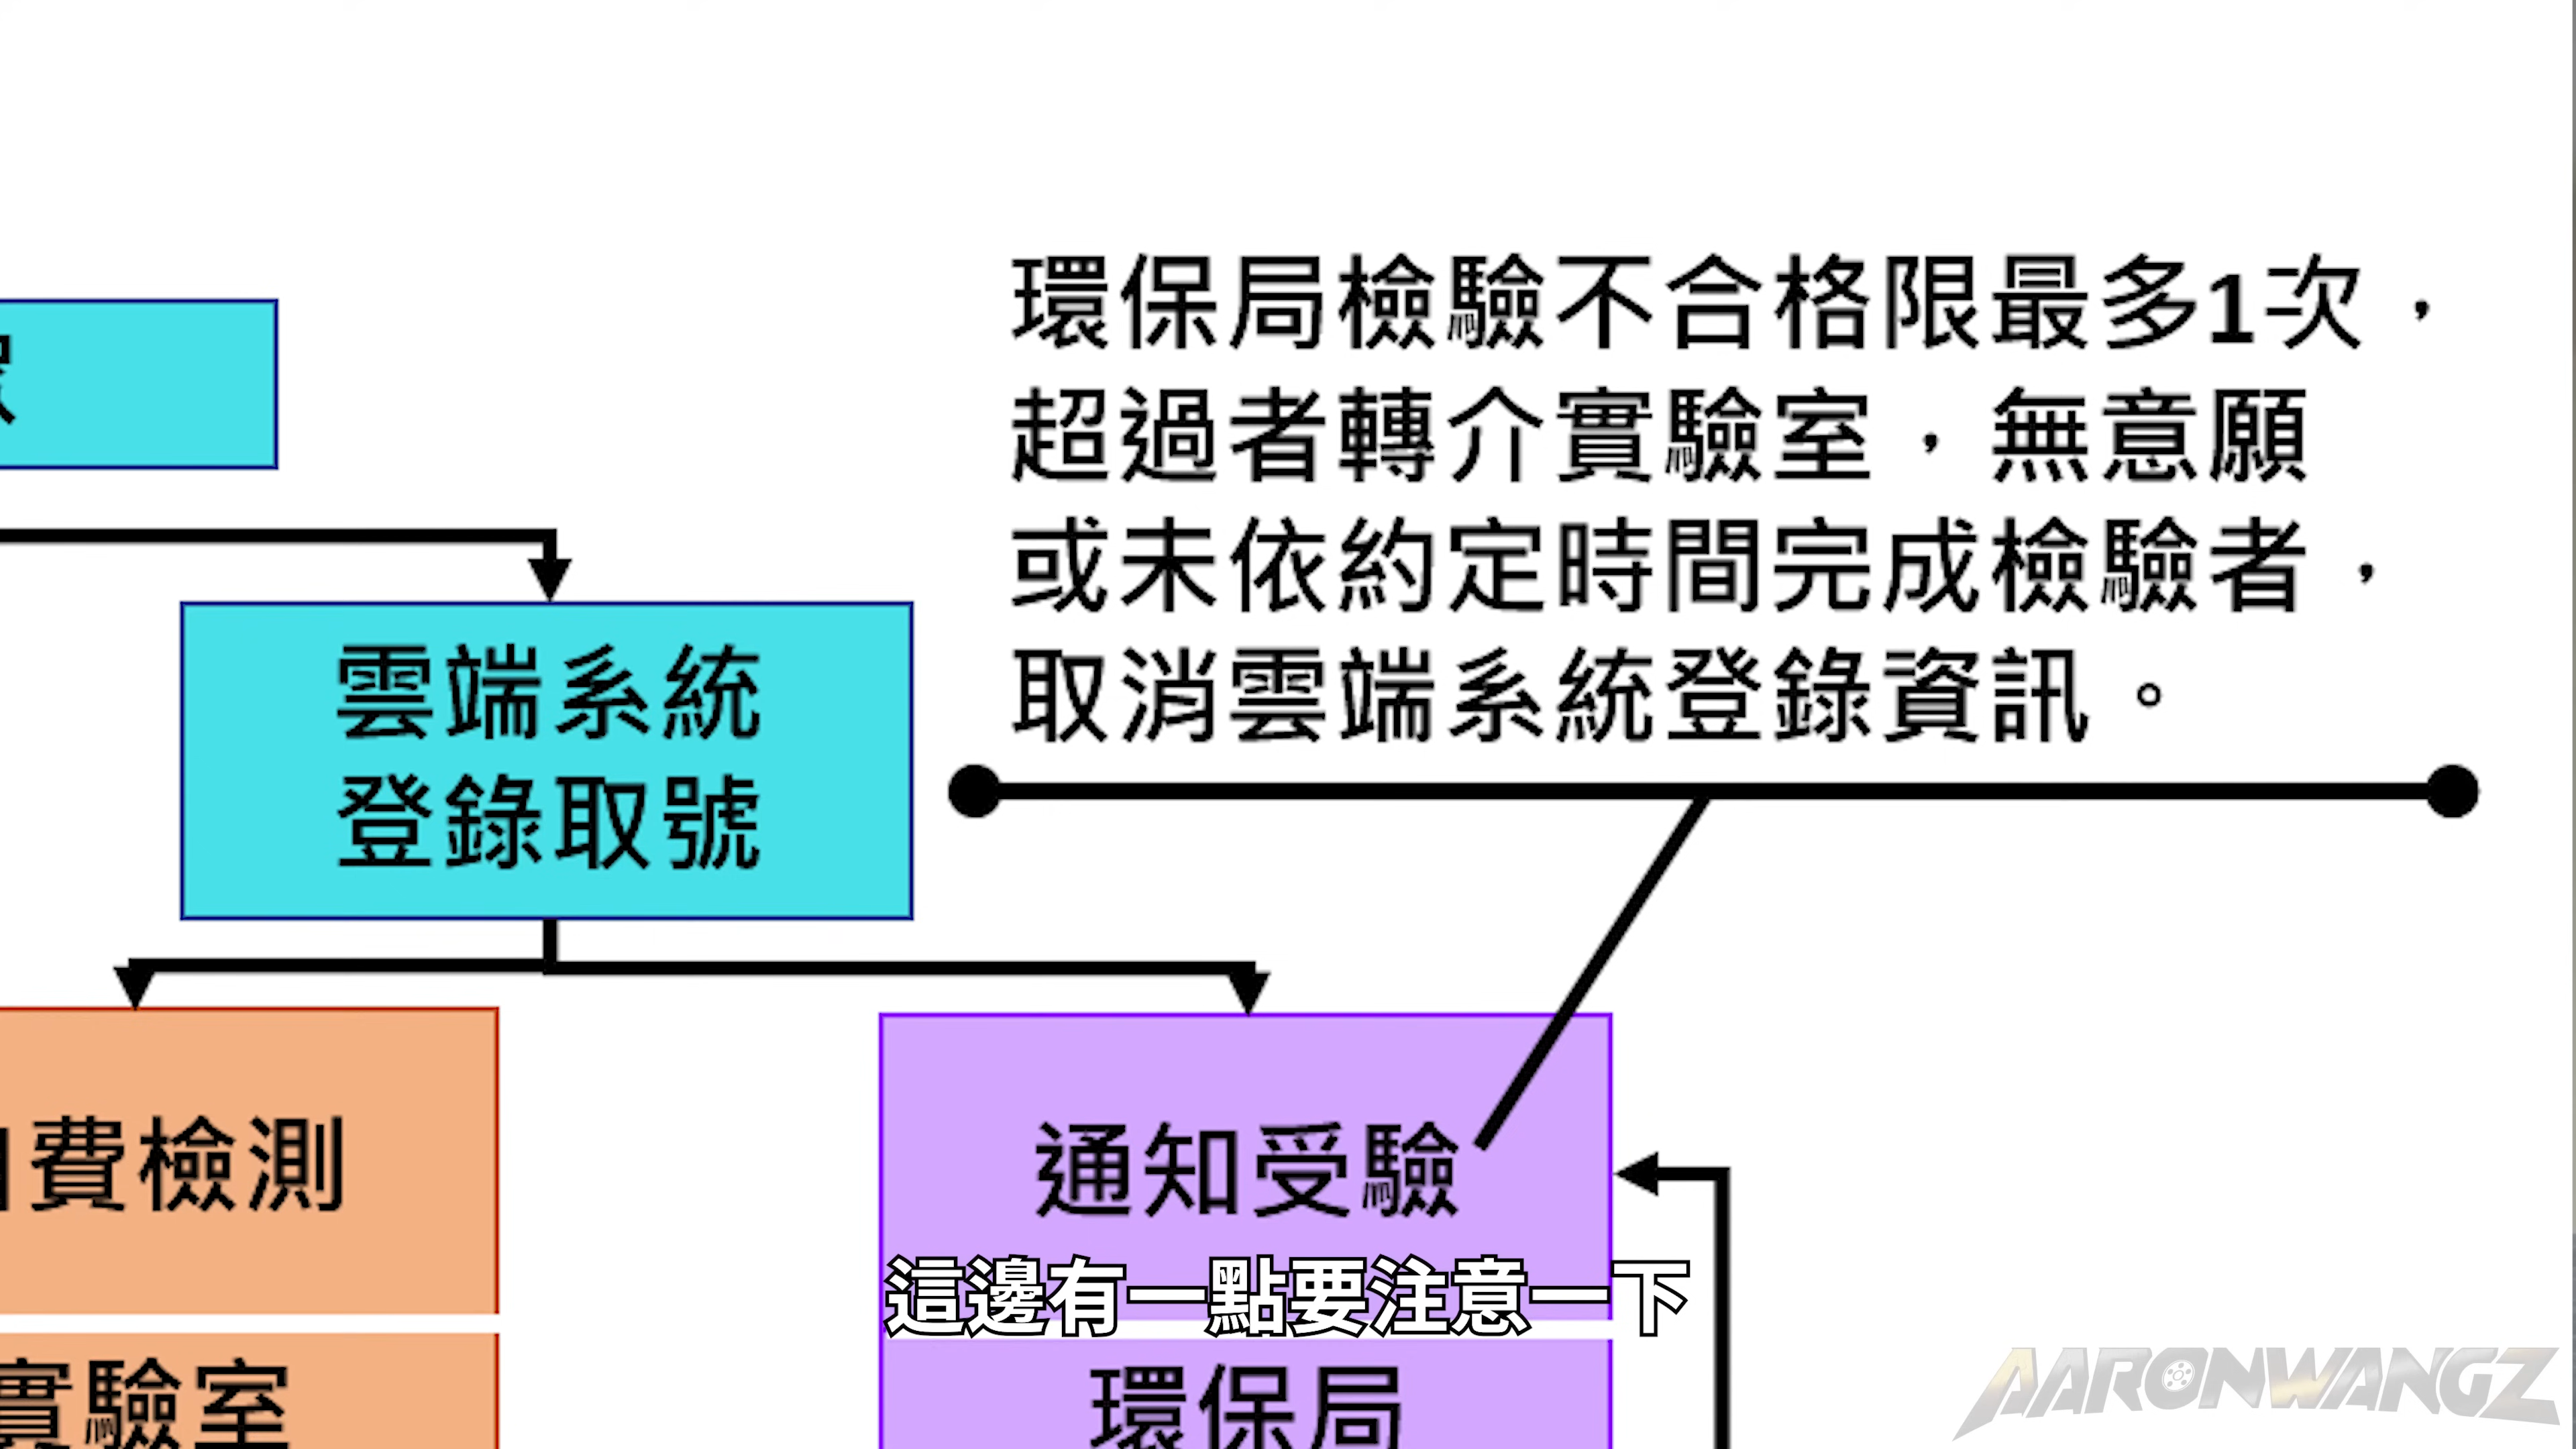 環保局檢驗不合格限最多1次，
超過者轉介實驗室，無意願
或未依約定時間完成檢驗者，
取消雲端系統登錄資訊。
雲端系統
登錄取號
費檢測
通知受驗
這邊有一點要注意一下
實驗室
環保局
AARONWANGZ